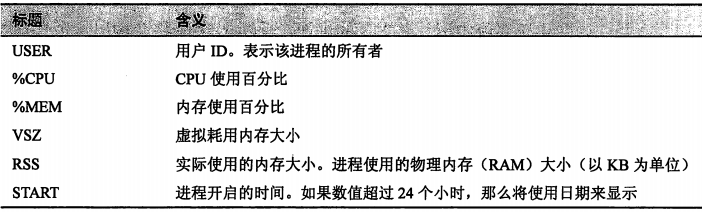 标题 含义
USER 用户 ID。表示该进程的所有者
%CPU CPU 使用百分比
%MEM 内存使用百分比
VSZ 虚拟耗用内存大小
RSS 实际使用的内存大小。进程使用的物理内存（RAM）大小（以 KB 为单位）
START 进程开启的时间。如果数值超过 24 个小时，那么将使用日期来显示